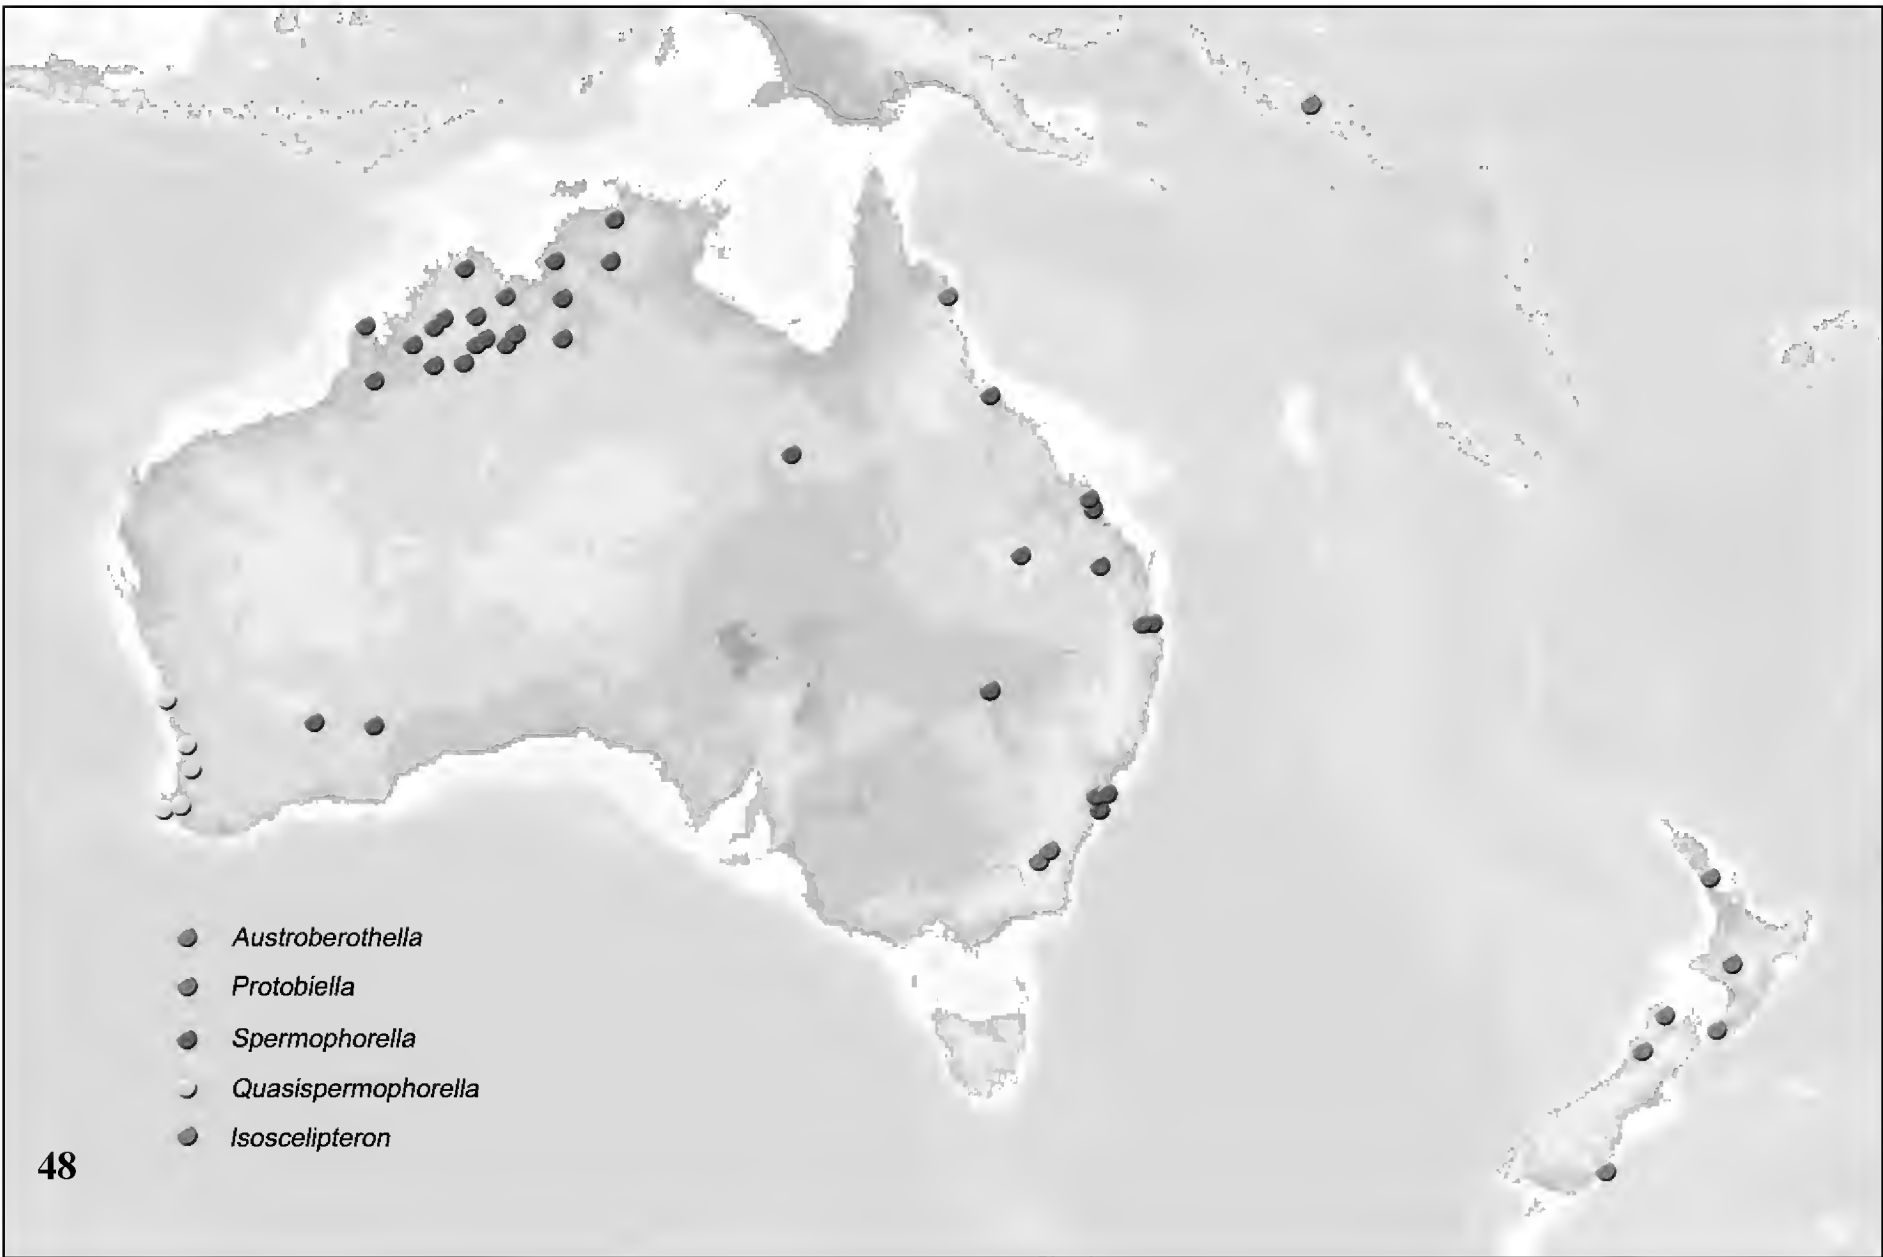 Austroberothella
Protobiella
Spermophorella
Quasispermophorella
Isoscelipteron
48